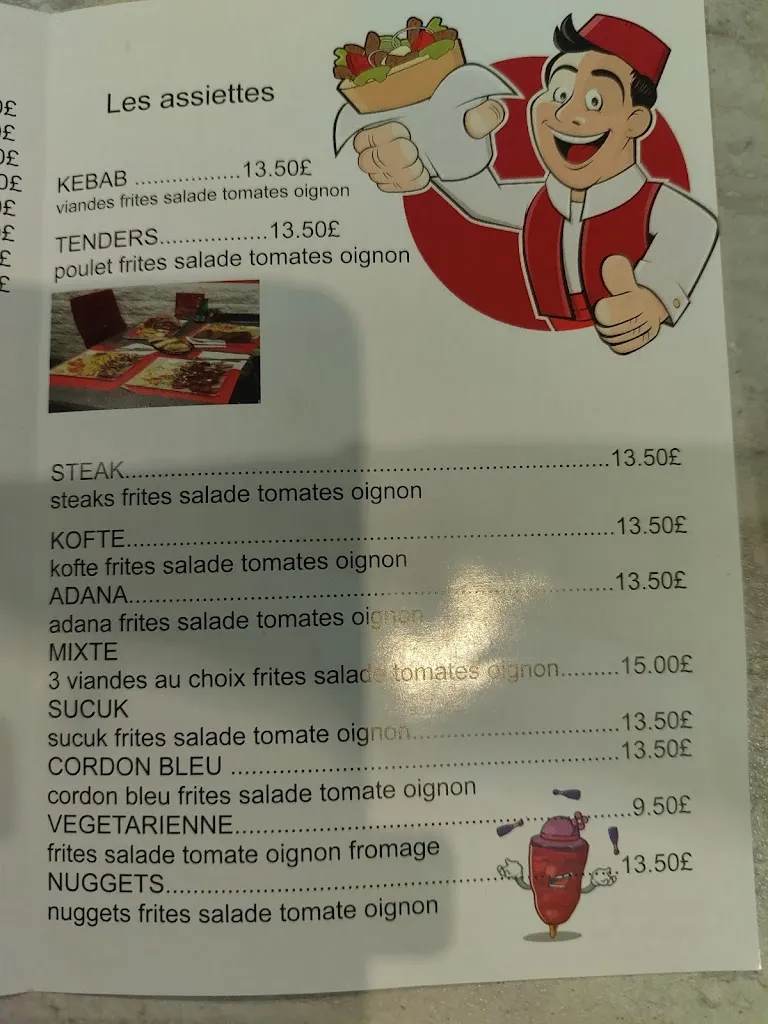 0£
£
0£
0£
£
£
£
£
Les assiettes
KEBAB .................13.50£
viandes frites salade tomates oignon
TENDERS.................13.50£
poulet frites salade tomates oignon
STEAK..........................................................................13.50£
steaks frites salade tomates oignon
KOFTE..........................................................................13.50£
kofte frites salade tomates oignon
ADANA..........................................................................13.50£
adana frites salade tomates oignon
MIXTE
3 viandes au choix frites salade tomates oignon.........15.00£
SUCUK
sucuk frites salade tomate oignon...............................13.50£
CORDON BLEU ..........................................................13.50£
cordon bleu frites salade tomate oignon
VEGETARIENNE...........................................................9.50£
frites salade tomate oignon fromage
NUGGETS....................................................................13.50£
nuggets frites salade tomate oignon